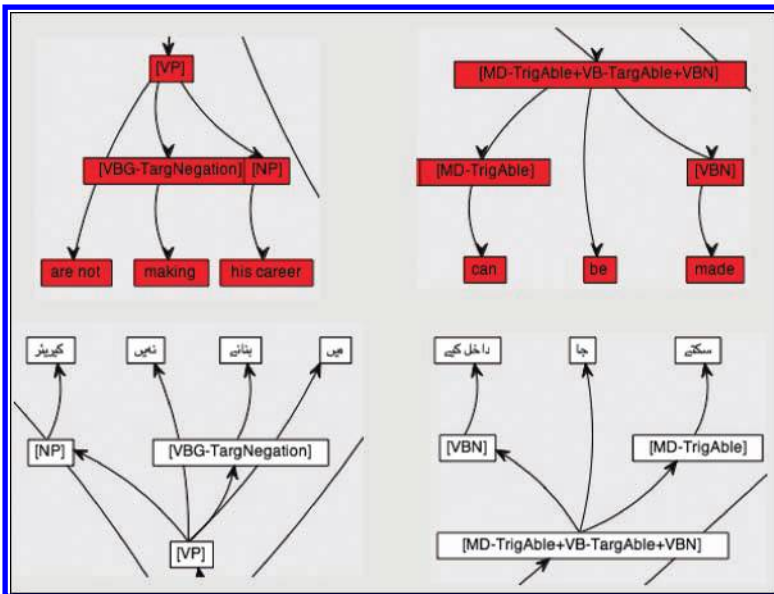 [VP]
[MD-TrigAble+VB-TargAble+VBN]
[VBG-TargNegation] [NP]
[MD-TrigAble] [VBN]
are not making his career
can be made
کیریئر نہیں بنانے میں
داخل کیے جا سکتے
[NP] [VBG-TargNegation]
[VBN] [MD-TrigAble]
[VP]
[MD-TrigAble+VB-TargAble+VBN]